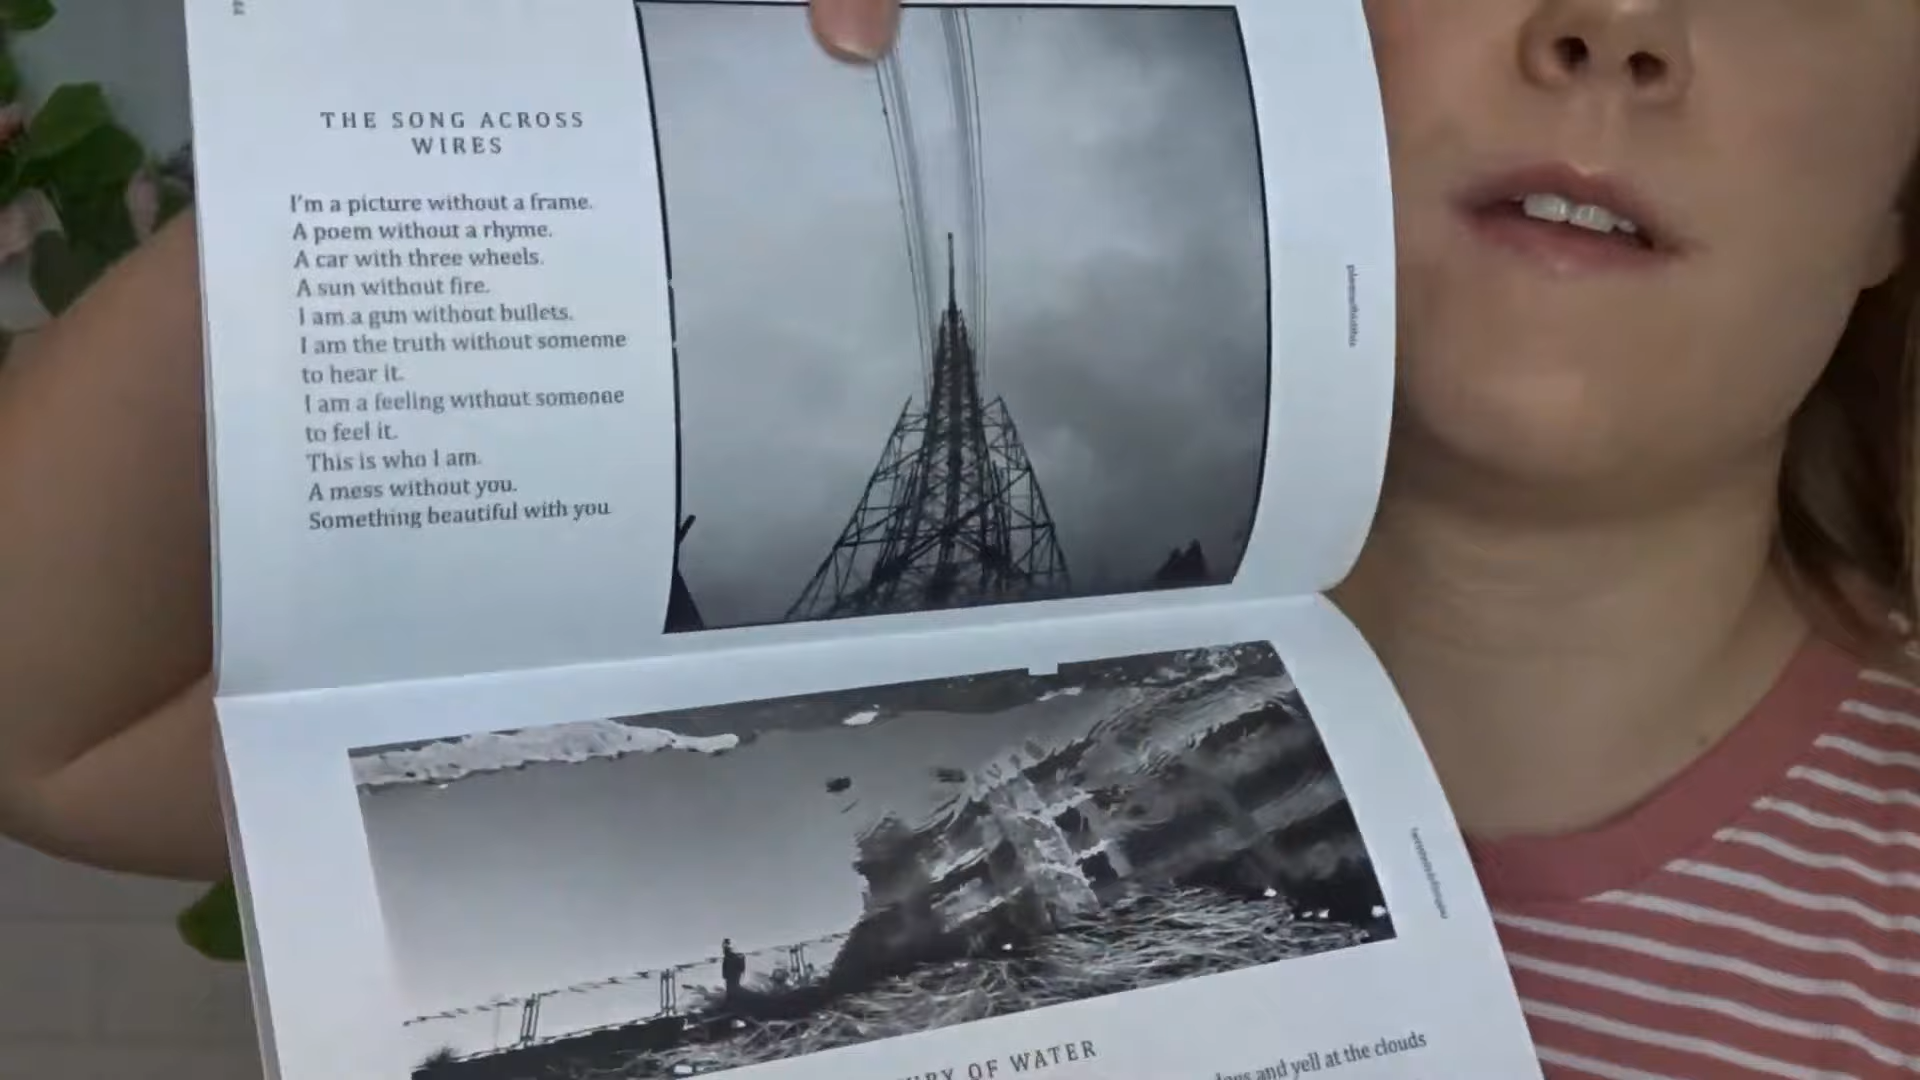 THE SONG ACROSS
WIRES
I'm a picture without a frame.
A poem without a rhyme.
A car with three wheels.
A sun without fire.
I am a gun without bullets.
I am the truth without someone
to hear it.
I am a feeling without someone
to feel it.
This is who I am.
A mess without you.
Something beautiful with you
OF WATER
and yell at the clouds